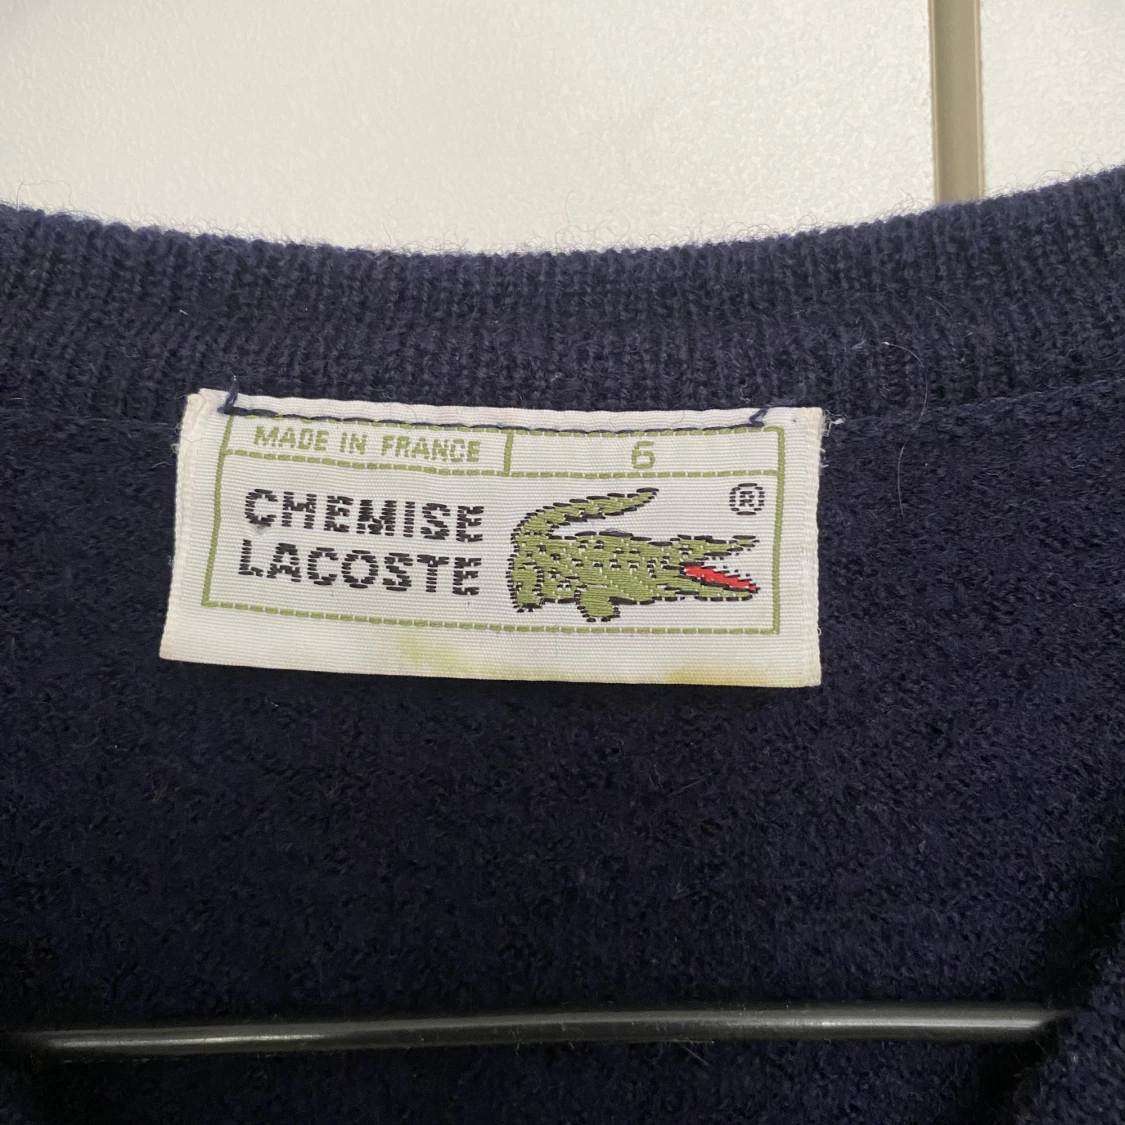 MADE IN FRANCE 6
CHEMISE
LACOSTE
®